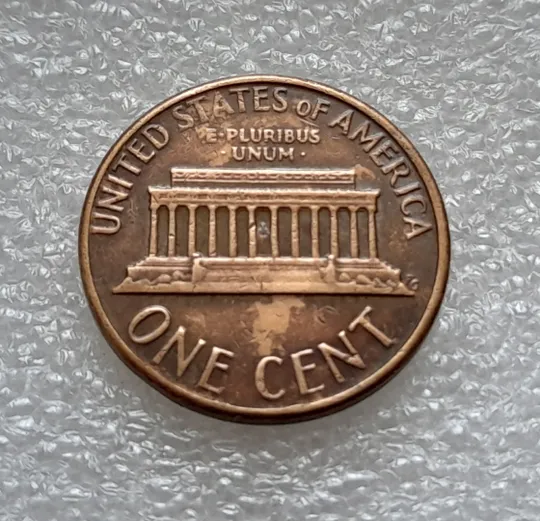 UNITED STATES OF AMERICA
E·PLURIBUS
UNUM·
ONE CENT